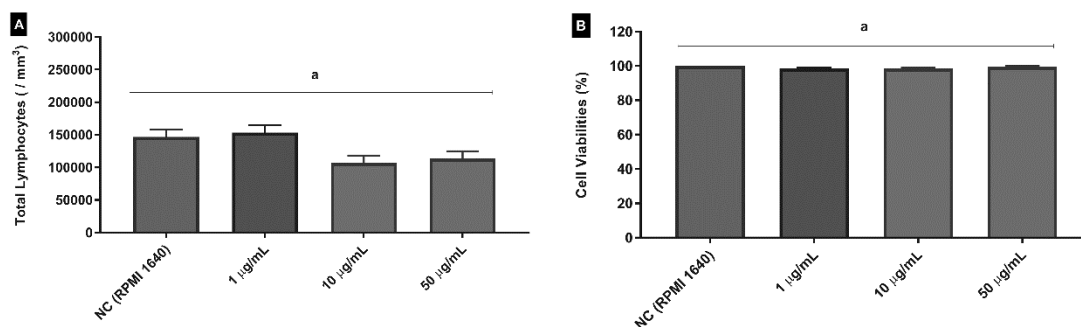 A
Total Lymphocytes ( / mm³)
300000
250000
200000
150000
100000
50000
0
a
NC (RPMI 1640)
1 µg/mL
10 µg/mL
50 µg/mL
B
Cell Viabilities (%)
120
100
80
60
40
20
0
a
NC (RPMI 1640)
1 µg/mL
10 µg/mL
50 µg/mL